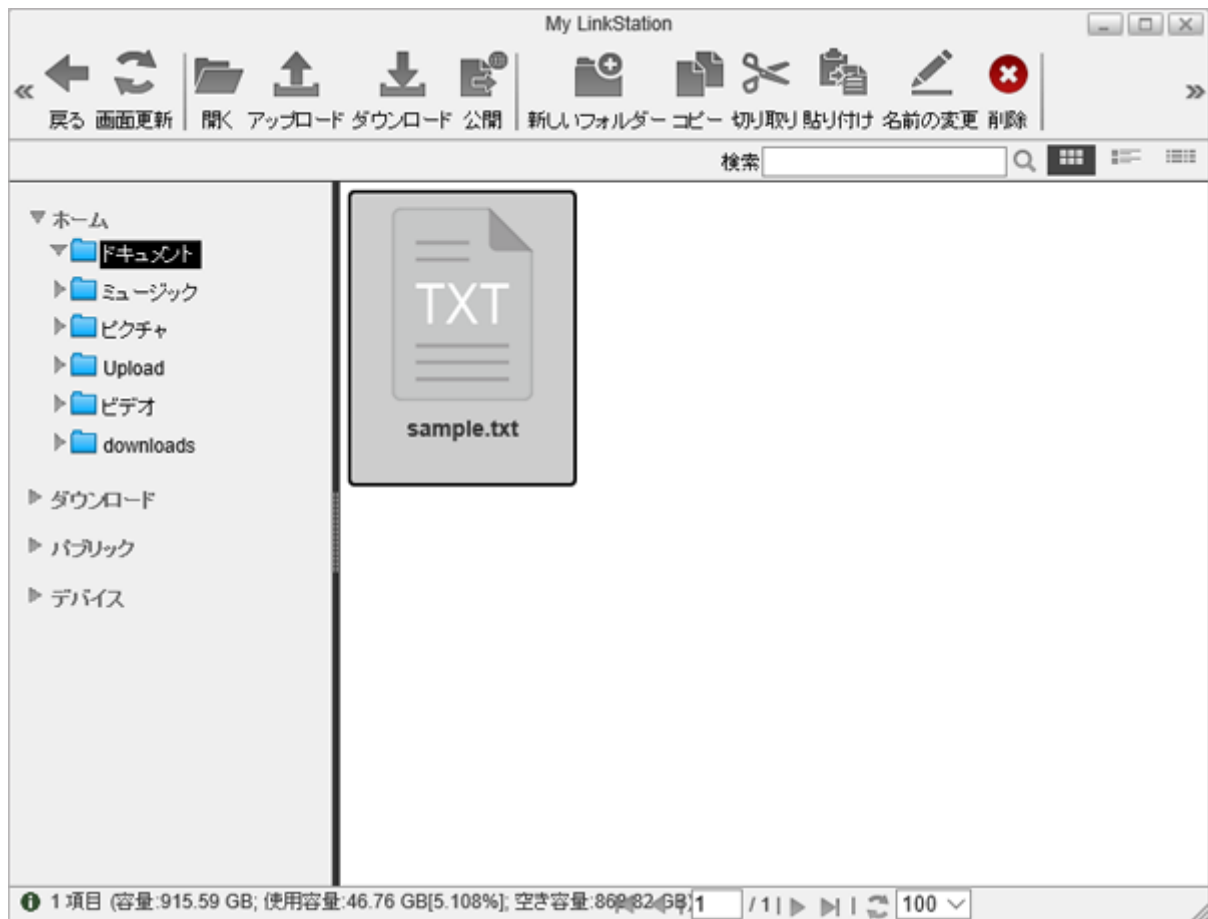 My LinkStation
戻る 画面更新 開く アップロード ダウンロード 公開 新しいフォルダー コピー 切り取り 貼り付け 名前の変更 削除
検索
ホーム
ドキュメント
ミュージック
ピクチャ
Upload
ビデオ
downloads
ダウンロード
パブリック
デバイス
TXT
sample.txt
1 項目 (容量:915.59 GB; 使用容量:46.76 GB[5.108%]; 空き容量:868.82 GB) 1 / 1 100